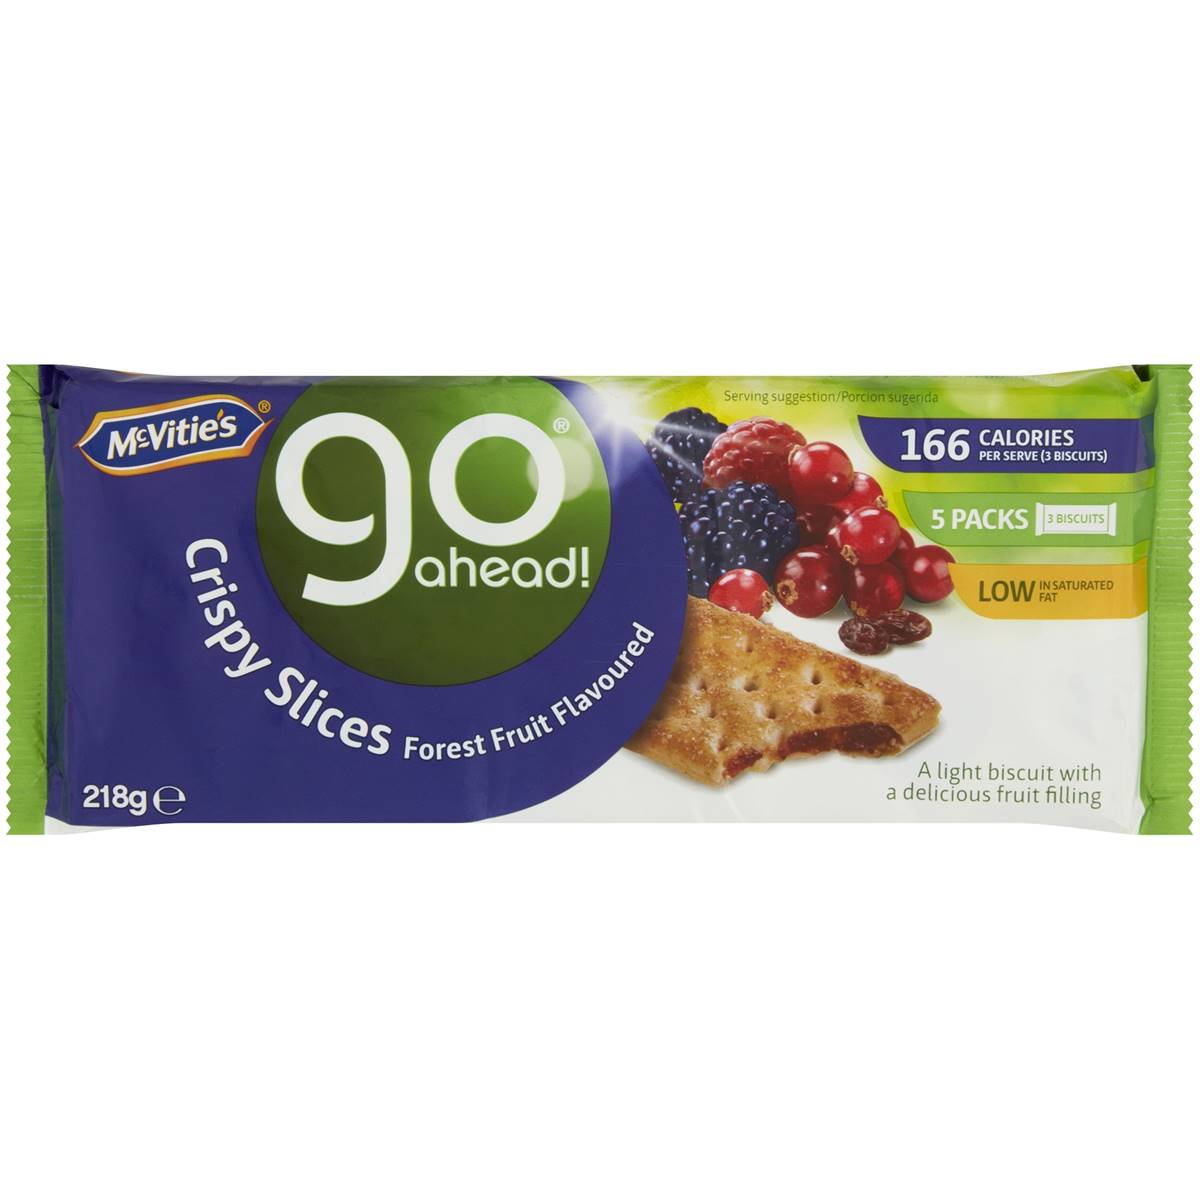 McVitie's®
go®
ahead!
Crispy Slices Forest Fruit Flavoured
218g ℮
Serving suggestion/Porcion sugerida
166 CALORIES
PER SERVE (3 BISCUITS)
5 PACKS 3 BISCUITS
LOW IN SATURATED
FAT
A light biscuit with
a delicious fruit filling